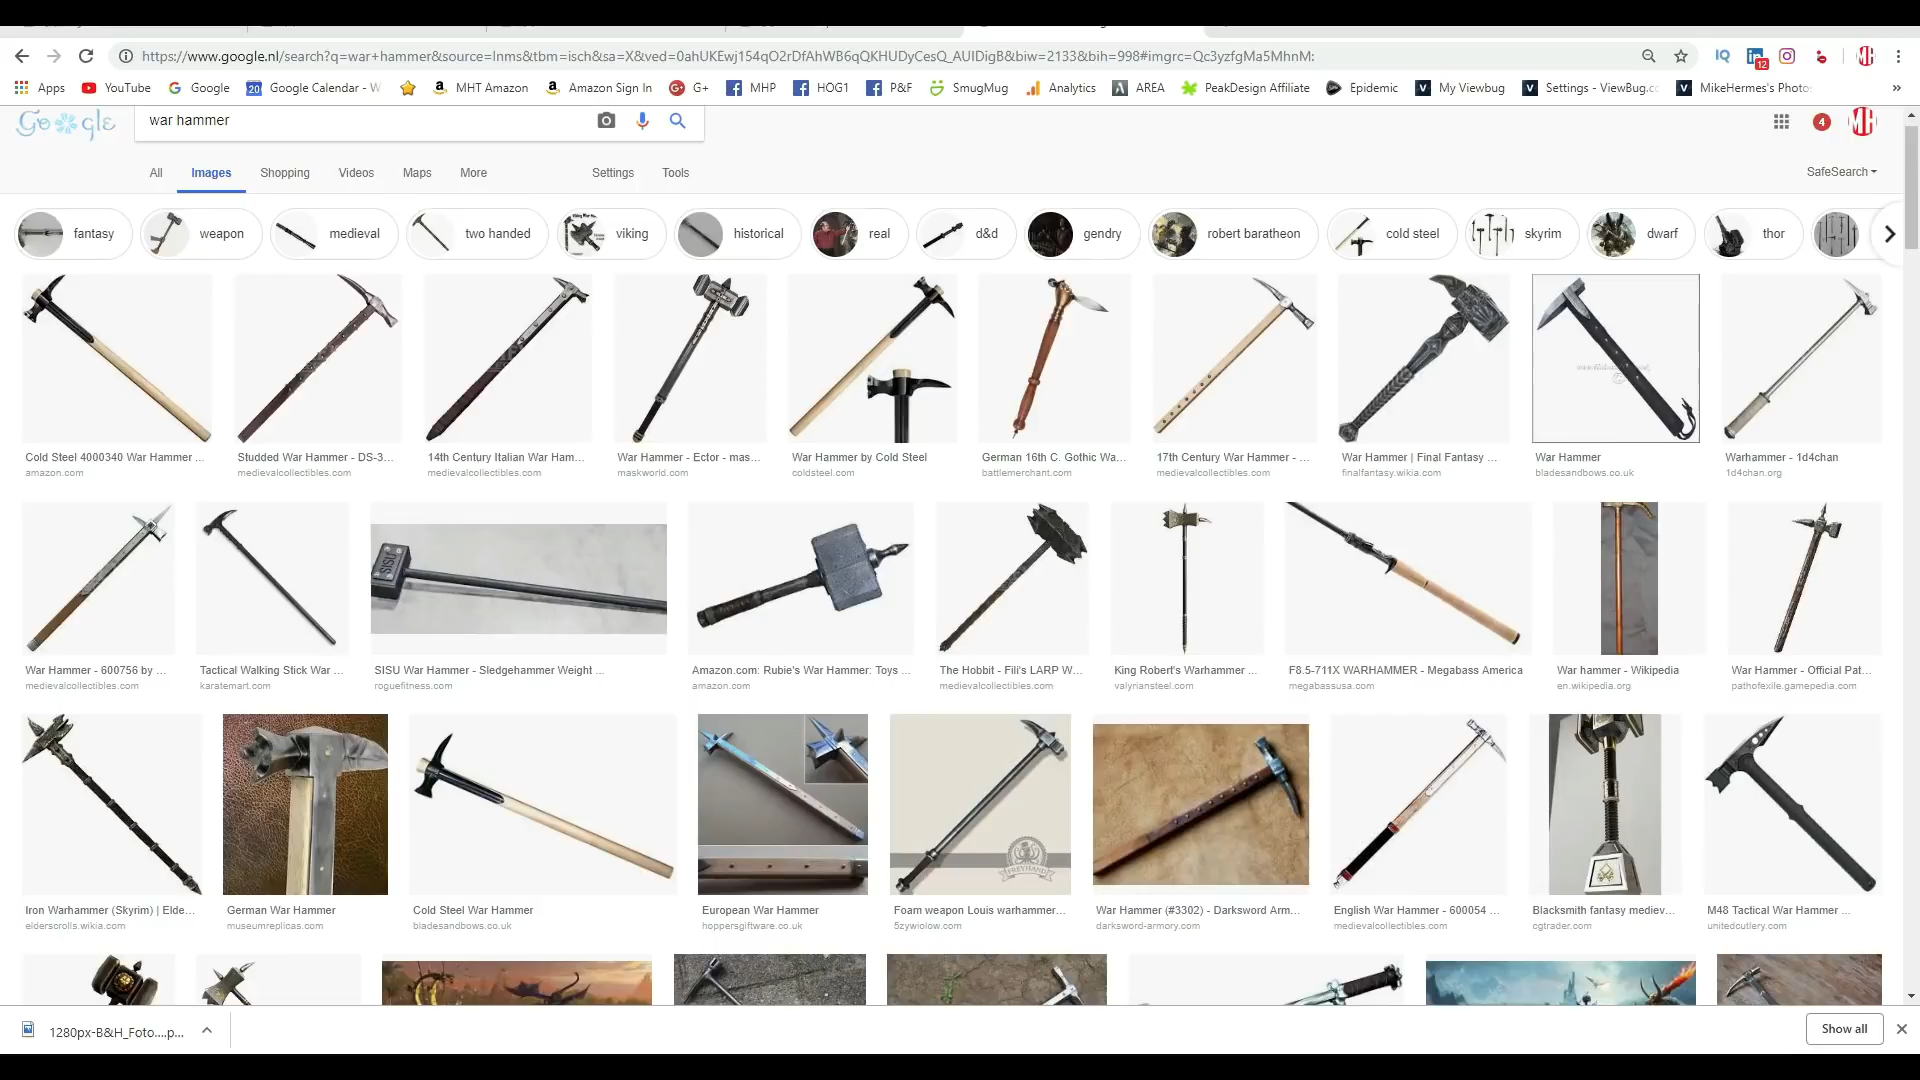 https://www.google.nl/search?q=war+hammer&source=lnms&tbm=isch&sa=X&ved=0ahUKEwj154qO2rDfAhWB6qQKHUDyCesQ_AUIDigB&biw=2133&bih=998#imgrc=Qc3yzfgMa5MhnM:
IQ 12 MH
Apps YouTube Google 20 Google Calendar - W MHT Amazon Amazon Sign In G+ MHP HOG1 P&F SmugMug Analytics AREA PeakDesign Affiliate Epidemic My Viewbug Settings - ViewBug.cc MikeHermes's Photo: »
Google war hammer 4 MH
All Images Shopping Videos Maps More Settings Tools SafeSearch
fantasy weapon medieval two handed viking historical real d&d gendry robert baratheon cold steel skyrim dwarf thor
Cold Steel 4000340 War Hammer ... Studded War Hammer - DS-3... 14th Century Italian War Ham... War Hammer - Ector - mas... War Hammer by Cold Steel German 16th C. Gothic Wa... 17th Century War Hammer - ... War Hammer | Final Fantasy ... War Hammer Warhammer - 1d4chan
amazon.com medievalcollectibles.com medievalcollectibles.com maskworld.com coldsteel.com battlemerchant.com medievalcollectibles.com finalfantasy.wikia.com bladesandbows.co.uk 1d4chan.org
SISU
War Hammer - 600756 by ... Tactical Walking Stick War ... SISU War Hammer - Sledgehammer Weight ... Amazon.com: Rubie's War Hammer: Toys ... The Hobbit - Fili's LARP W... King Robert's Warhammer ... F8.5-711X WARHAMMER - Megabass America War hammer - Wikipedia War Hammer - Official Pat...
medievalcollectibles.com karatemart.com roguefitness.com amazon.com medievalcollectibles.com valyriansteel.com megabassusa.com en.wikipedia.org pathofexile.gamepedia.com
FREYHAND
Iron Warhammer (Skyrim) | Elde... German War Hammer Cold Steel War Hammer European War Hammer Foam weapon Louis warhammer... War Hammer (#3302) - Darksword Arm... English War Hammer - 600054 ... Blacksmith fantasy mediev... M48 Tactical War Hammer ...
elderscrolls.wikia.com museumreplicas.com bladesandbows.co.uk hoppersgiftware.co.uk 5zywiolow.com darksword-armory.com medievalcollectibles.com cgtrader.com unitedcutlery.com
1280px-B&H_Foto....p... Show all